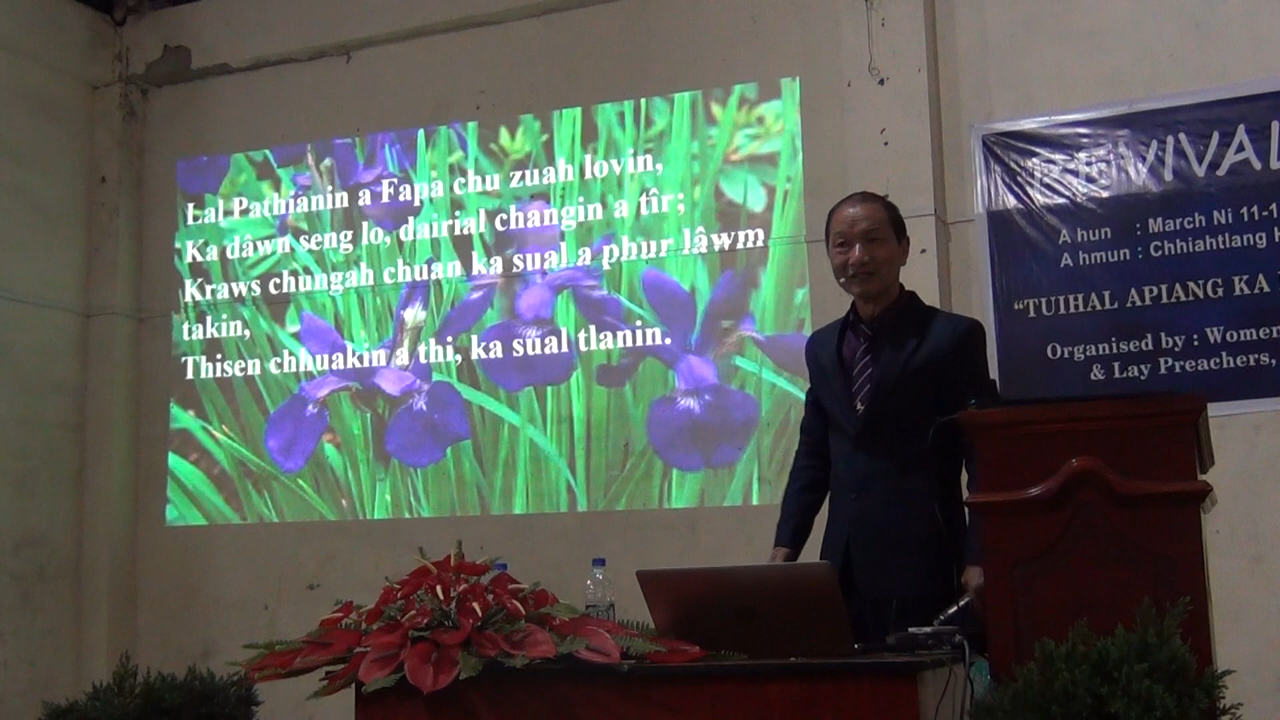 Lal Pathianin a Fapa chu zuah lovin,
Ka dâwn seng lo, dairial changin a tîr;
Kraws chungah chuan ka sual a phur lâwm
takin,
Thisen chhuakin a thi, ka sual tlanin.
REVIVAL
A hun : March Ni 11-1
A hmun : Chhiahtlang H
“TUIHAL APIANG KA
Organised by : Women
& Lay Preachers,